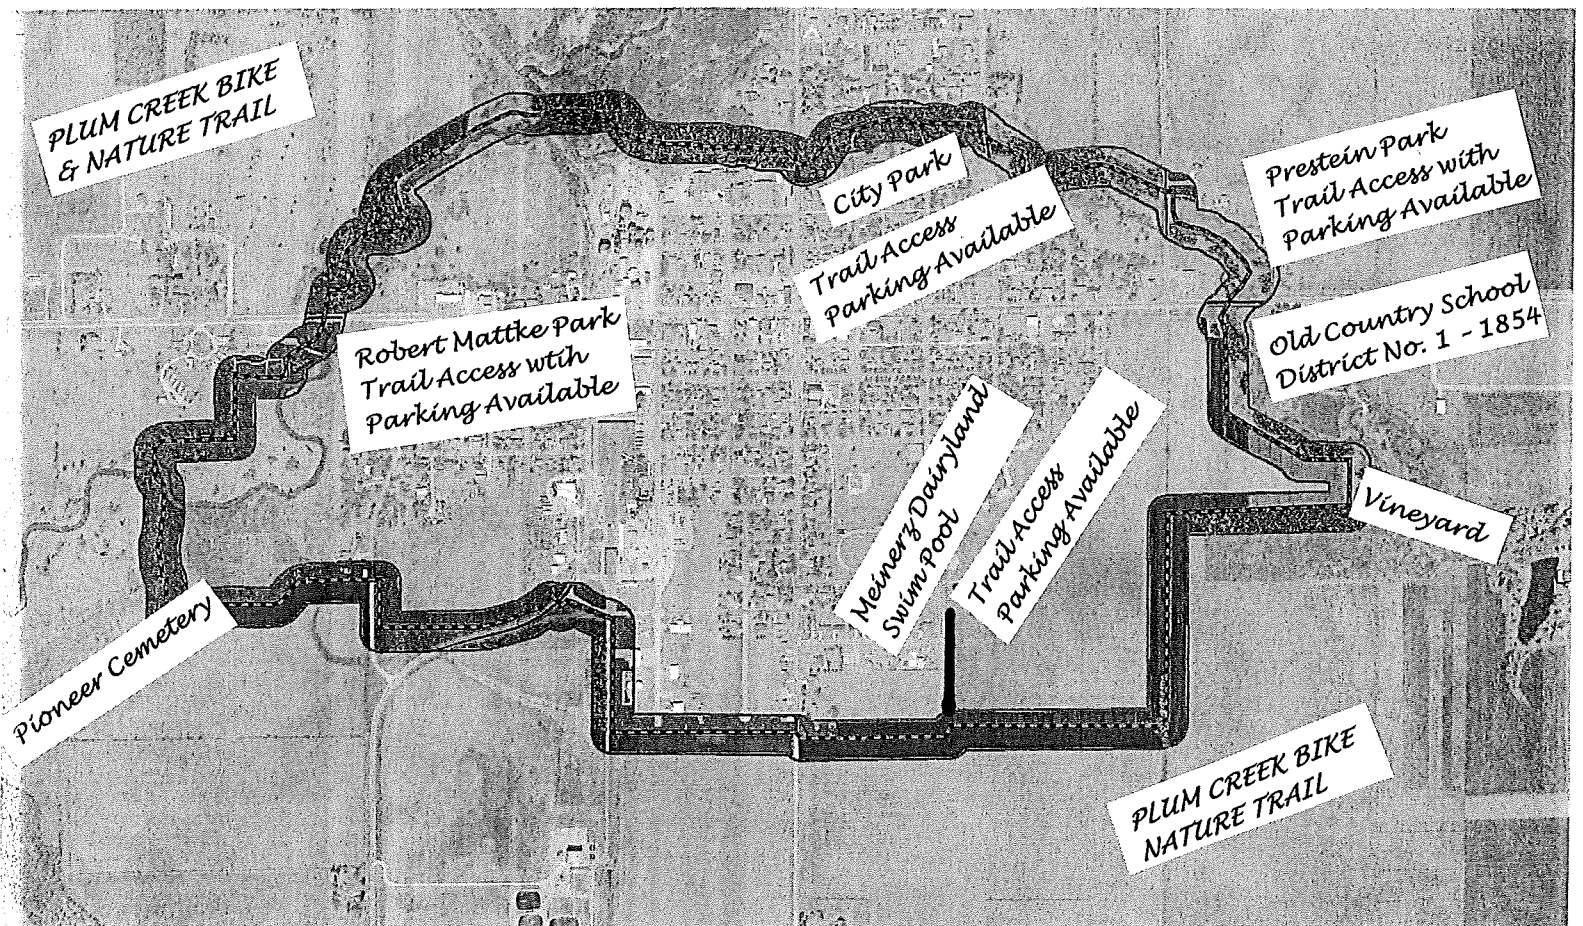 PLUM CREEK BIKE
& NATURE TRAIL
City Park
Trail Access
Parking Available
Prestein Park
Trail Access with
Parking Available
Old Country School
District No. 1 - 1854
Robert Mattke Park
Trail Access wtih
Parking Available
Meinerz Dairyland
Swim Pool
Trail Access
Parking Available
Vineyard
Pioneer Cemetery
PLUM CREEK BIKE
NATURE TRAIL